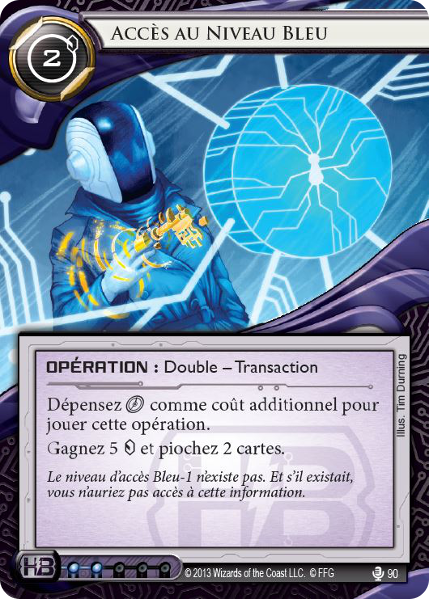 Accès au Niveau Bleu
2
OPÉRATION : Double – Transaction
Dépensez comme coût additionnel pour
jouer cette opération.
Gagnez 5 et piochez 2 cartes.
Le niveau d'accès Bleu-1 n'existe pas. Et s'il existait,
vous n'auriez pas accès à cette information.
Illus. Tim Durning
HB
© 2013 Wizards of the Coast LLC. © FFG
90